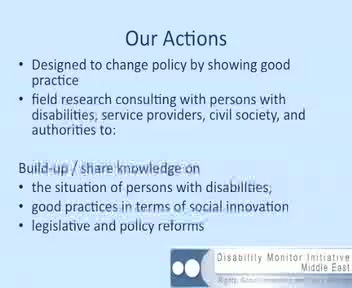 Our Actions
• Designed to change policy by showing good
practice
• field research consulting with persons with
disabilities, service providers, civil society, and
authorities to:
Build-up / share knowledge on
• the situation of persons with disabilities,
• good practices in terms of social innovation
• legislative and policy reforms
Disability Monitor Initiative
Middle East
Rights,